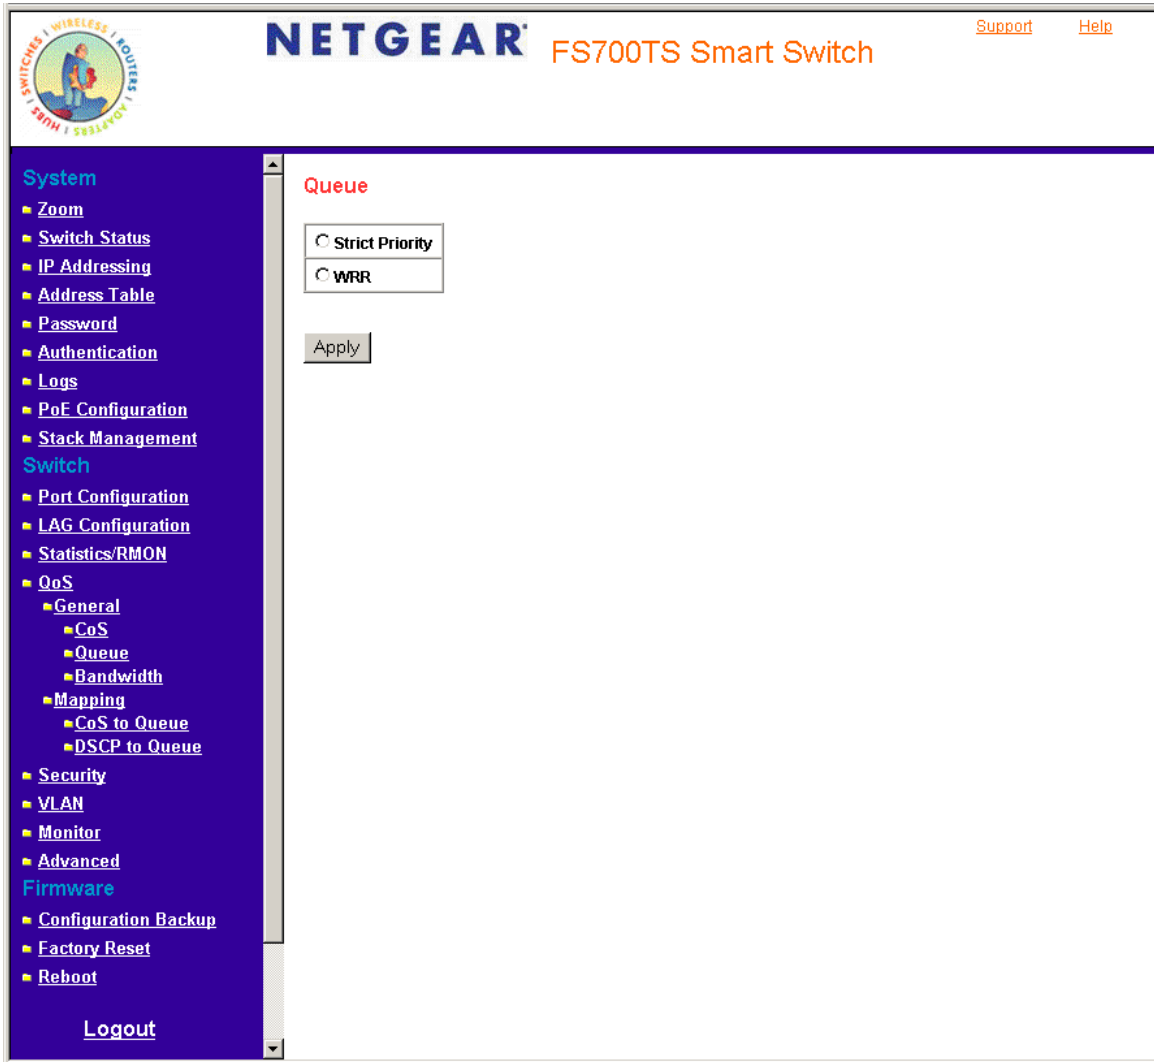 SWITCHES | WIRELESS | ROUTERS | ADAPTERS | HUBS |
NETGEAR
FS700TS Smart Switch
Support
Help
System
Zoom
Switch Status
IP Addressing
Address Table
Password
Authentication
Logs
PoE Configuration
Stack Management
Switch
Port Configuration
LAG Configuration
Statistics/RMON
QoS
General
CoS
Queue
Bandwidth
Mapping
CoS to Queue
DSCP to Queue
Security
VLAN
Monitor
Advanced
Firmware
Configuration Backup
Factory Reset
Reboot
Logout
Queue
Strict Priority
WRR
Apply